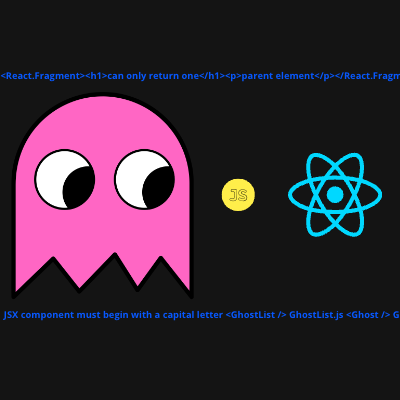 <React.Fragment><h1>can only return one</h1><p>parent element</p></React.Fragm
JS
JSX component must begin with a capital letter <GhostList /> GhostList.js <Ghost /> G